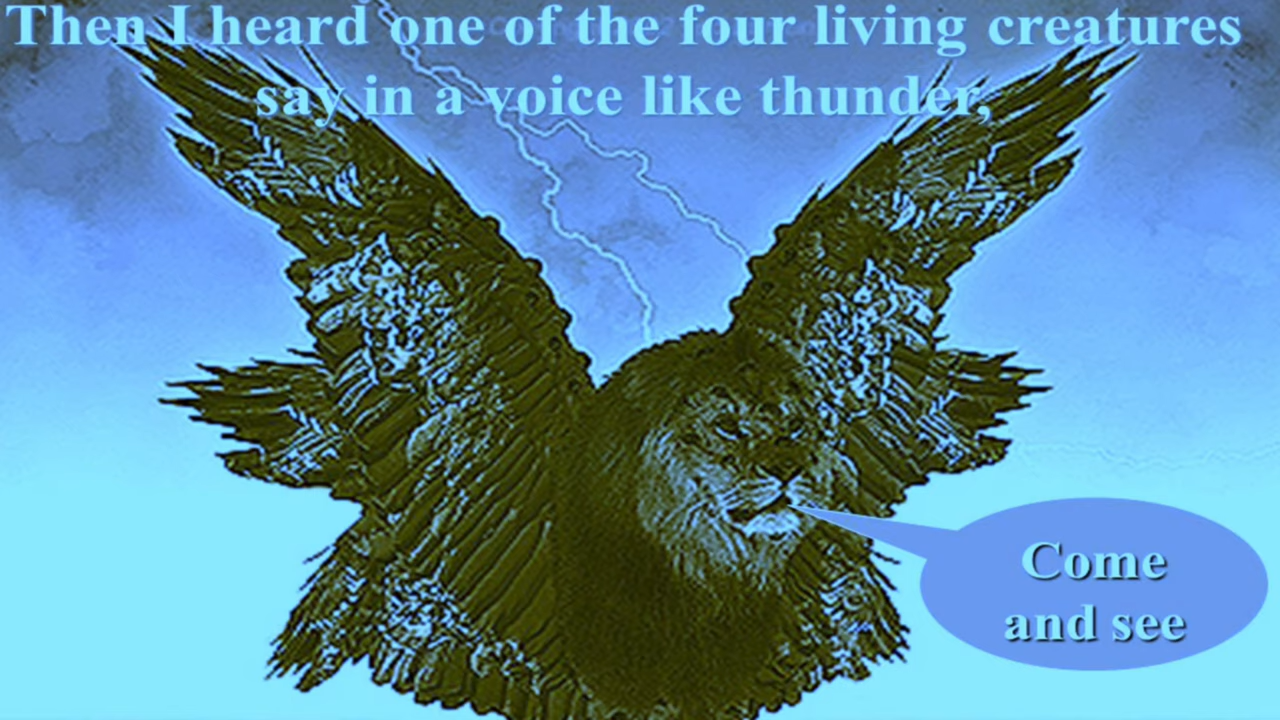 Then I heard one of the four living creatures
say in a voice like thunder,
Come
and see